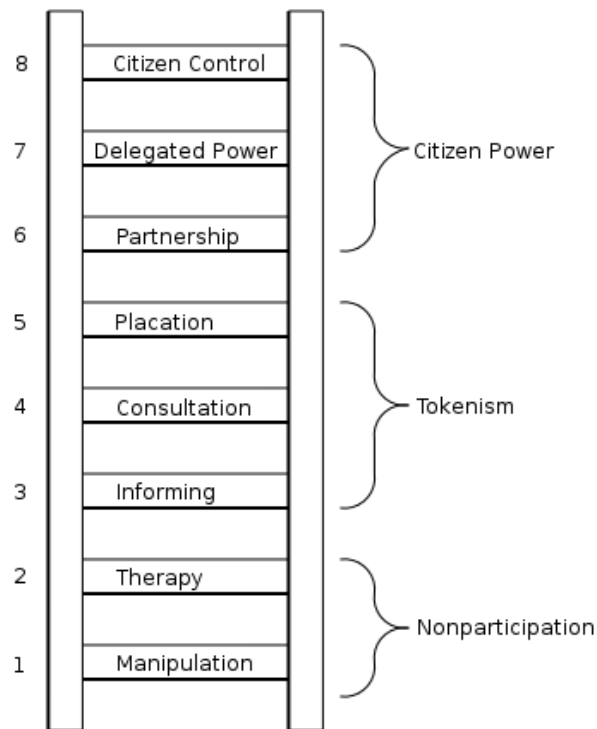 8 Citizen Control
7 Delegated Power
Citizen Power
6 Partnership
5 Placation
4 Consultation
Tokenism
3 Informing
2 Therapy
Nonparticipation
1 Manipulation